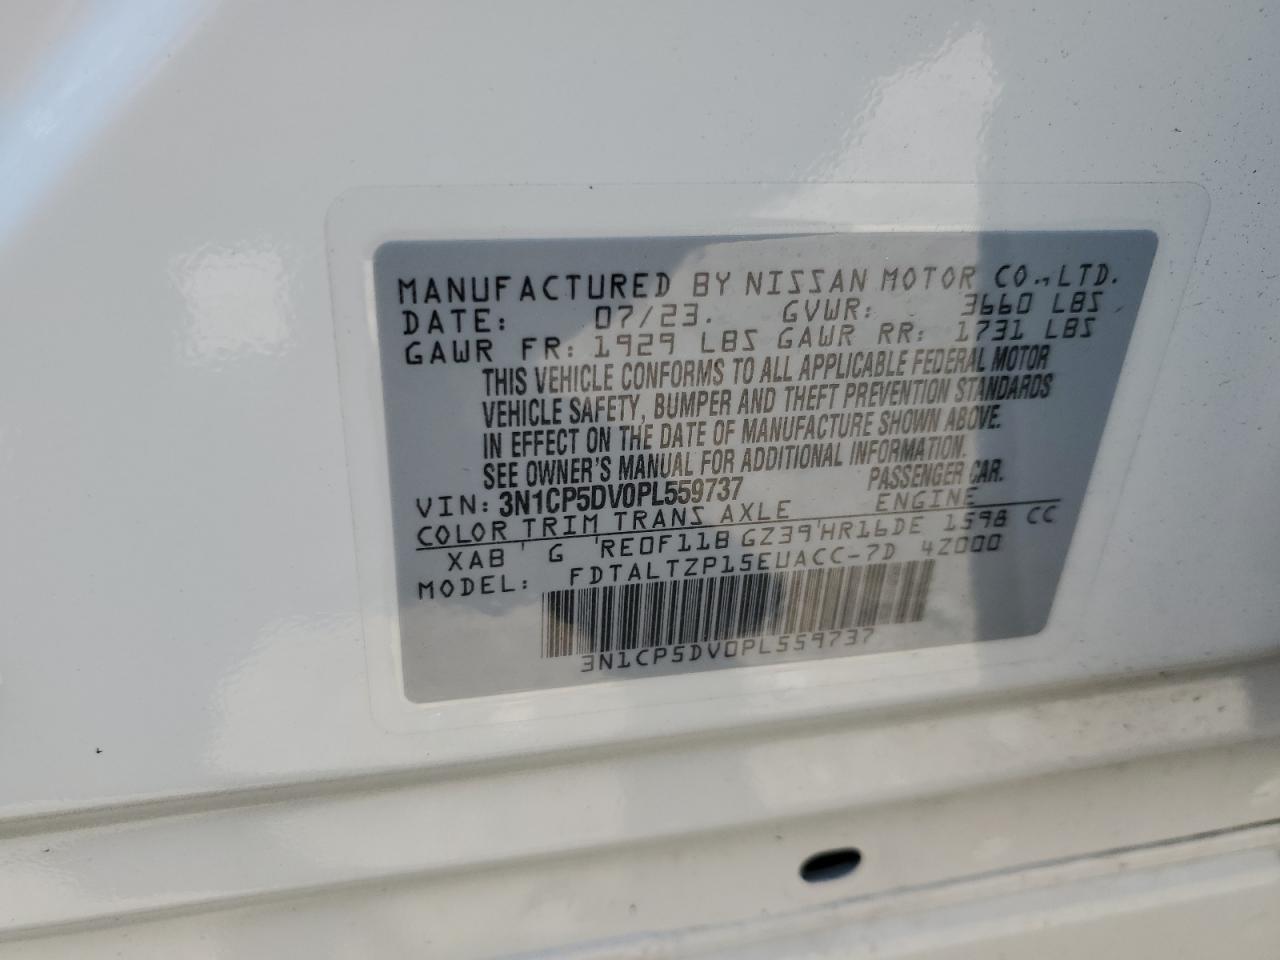 MANUFACTURED BY NISSAN MOTOR CO., LTD.
DATE: 07/23. GVWR: 3660 LBS
GAWR FR: 1929 LBS GAWR RR: 1731 LBS
THIS VEHICLE CONFORMS TO ALL APPLICABLE FEDERAL MOTOR
VEHICLE SAFETY, BUMPER AND THEFT PREVENTION STANDARDS
IN EFFECT ON THE DATE OF MANUFACTURE SHOWN ABOVE.
SEE OWNER'S MANUAL FOR ADDITIONAL INFORMATION.
VIN: 3N1CP5DV0PL559737 PASSENGER CAR.
COLOR TRIM TRANS AXLE ENGINE
XAB ' G 'RE0F11B GZ39'HR16DE 1598 CC
MODEL: FDTALTZP15EUACC-7D 4Z000
3N1CP5DV0PL559737